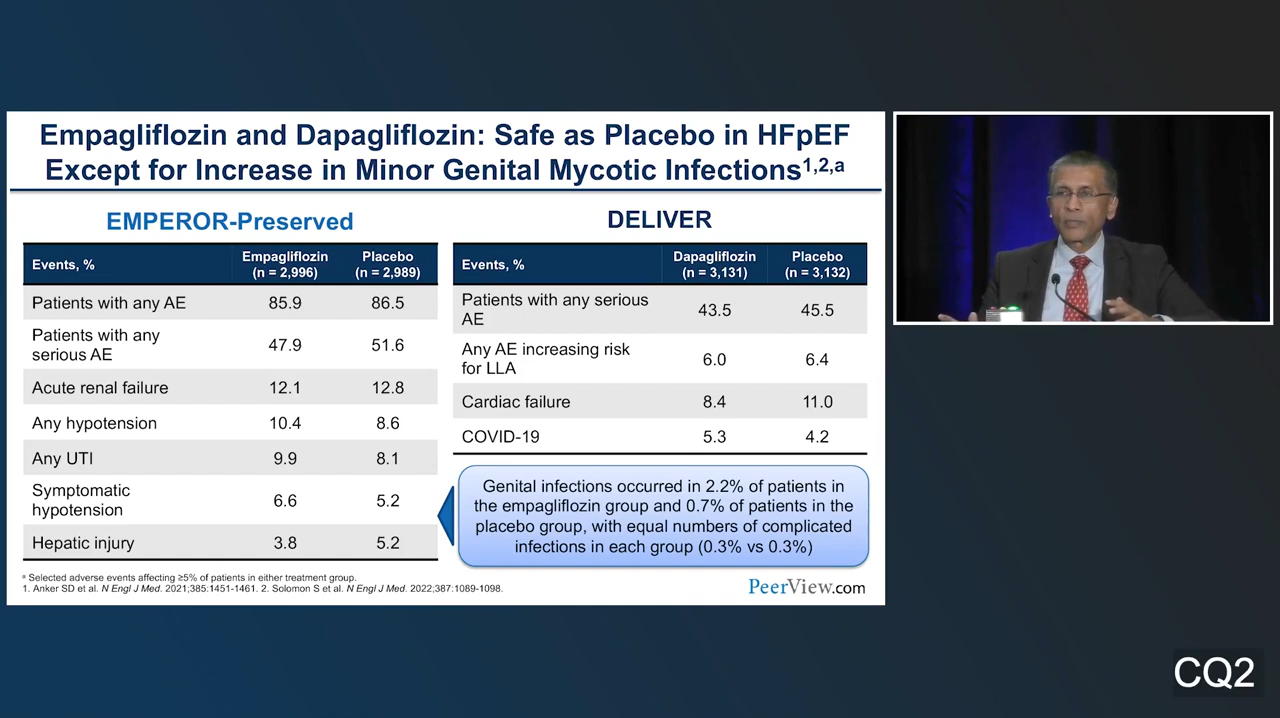 Empagliflozin and Dapagliflozin: Safe as Placebo in HFpEF
Except for Increase in Minor Genital Mycotic Infections1,2,a
EMPEROR-Preserved
Events, %
Empagliflozin
(n = 2,996)
Placebo
(n = 2,989)
Patients with any AE
85.9
86.5
Patients with any
serious AE
47.9
51.6
Acute renal failure
12.1
12.8
Any hypotension
10.4
8.6
Any UTI
9.9
8.1
Symptomatic
hypotension
6.6
5.2
Hepatic injury
3.8
5.2
DELIVER
Events, %
Dapagliflozin
(n = 3,131)
Placebo
(n = 3,132)
Patients with any serious
AE
43.5
45.5
Any AE increasing risk
for LLA
6.0
6.4
Cardiac failure
8.4
11.0
COVID-19
5.3
4.2
Genital infections occurred in 2.2% of patients in
the empagliflozin group and 0.7% of patients in the
placebo group, with equal numbers of complicated
infections in each group (0.3% vs 0.3%)
a Selected adverse events affecting ≥5% of patients in either treatment group.
1. Anker SD et al. N Engl J Med. 2021;385:1451-1461. 2. Solomon S et al. N Engl J Med. 2022;387:1089-1098.
PeerView.com
CQ2